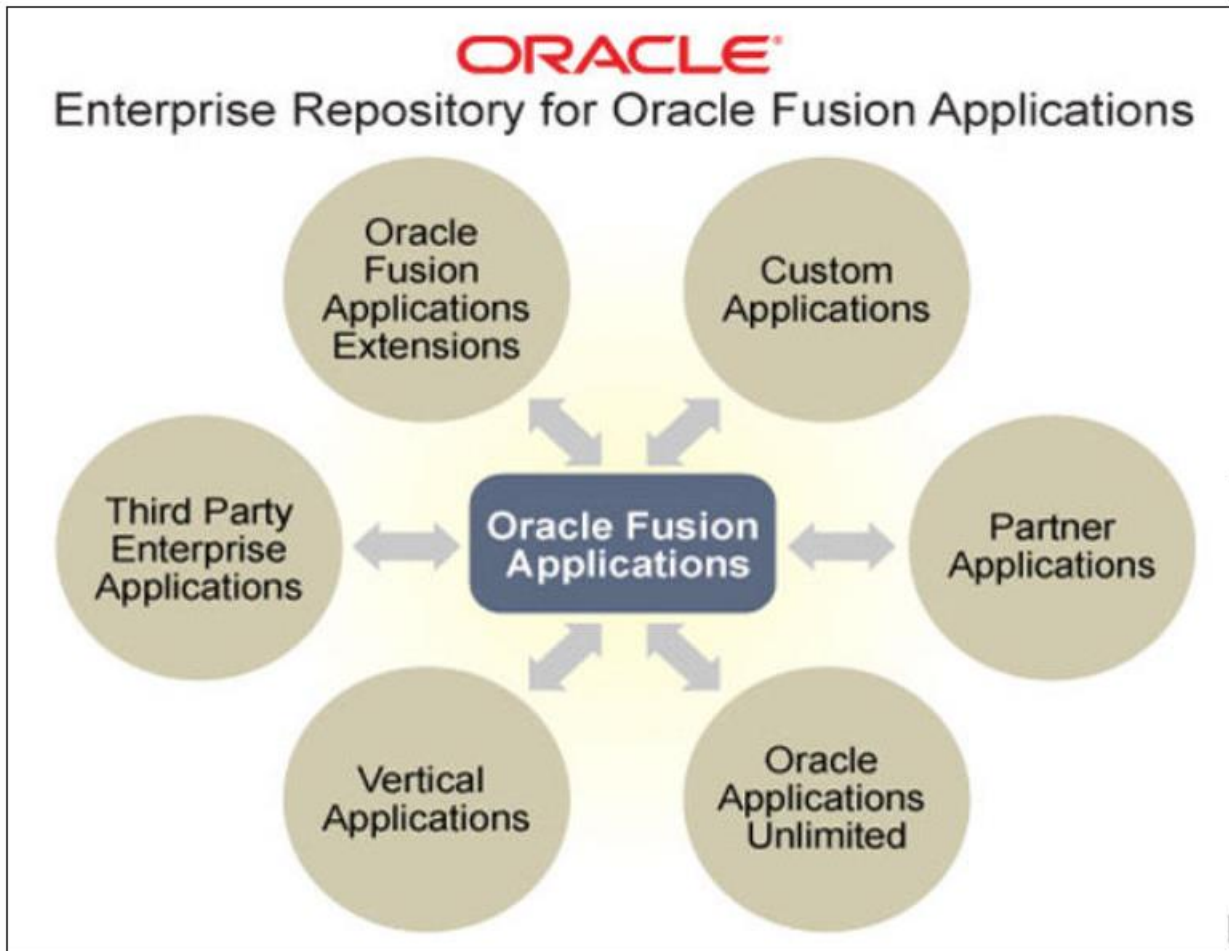 ORACLE®
Enterprise Repository for Oracle Fusion Applications
Oracle
Fusion
Applications
Extensions
Custom
Applications
Third Party
Enterprise
Applications
Oracle Fusion
Applications
Partner
Applications
Vertical
Applications
Oracle
Applications
Unlimited